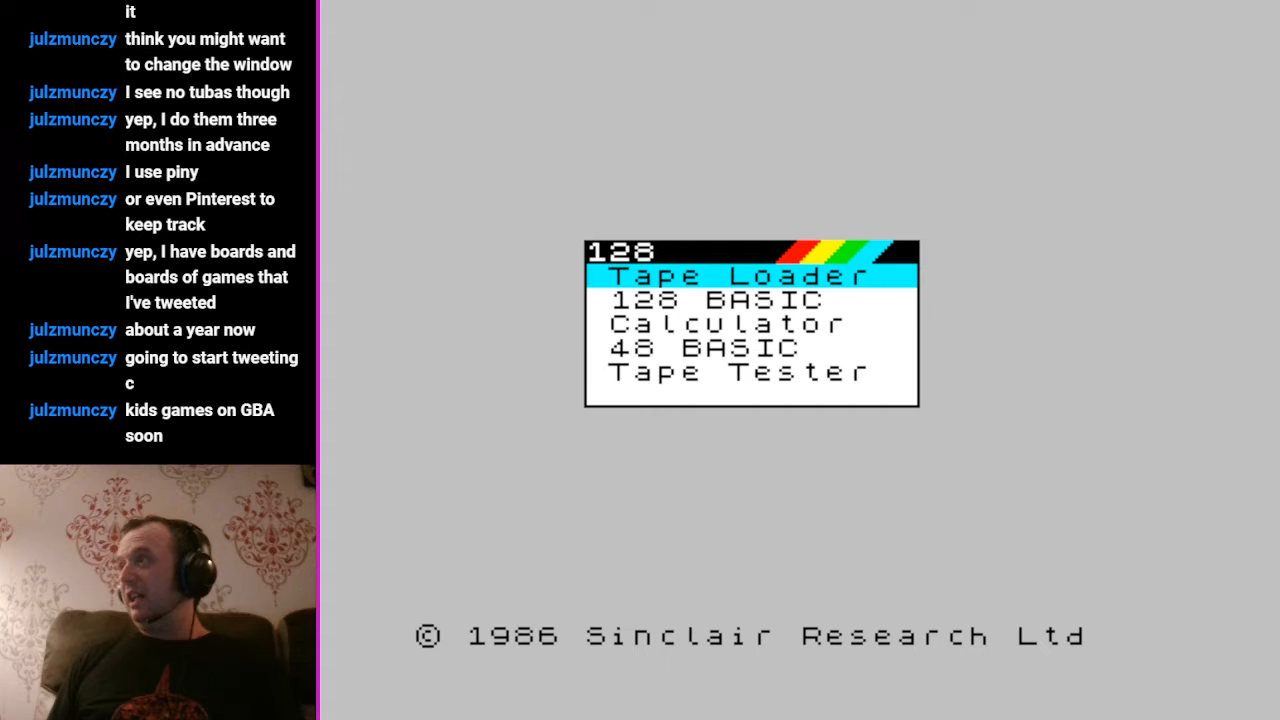 it
julzmunczy think you might want
to change the window
julzmunczy I see no tubas though
julzmunczy yep, I do them three
months in advance
julzmunczy I use piny
julzmunczy or even Pinterest to
keep track
julzmunczy yep, I have boards and
boards of games that
I've tweeted
julzmunczy about a year now
julzmunczy going to start tweeting
c
julzmunczy kids games on GBA
soon
128
Tape Loader
128 BASIC
Calculator
48 BASIC
Tape Tester
© 1986 Sinclair Research Ltd